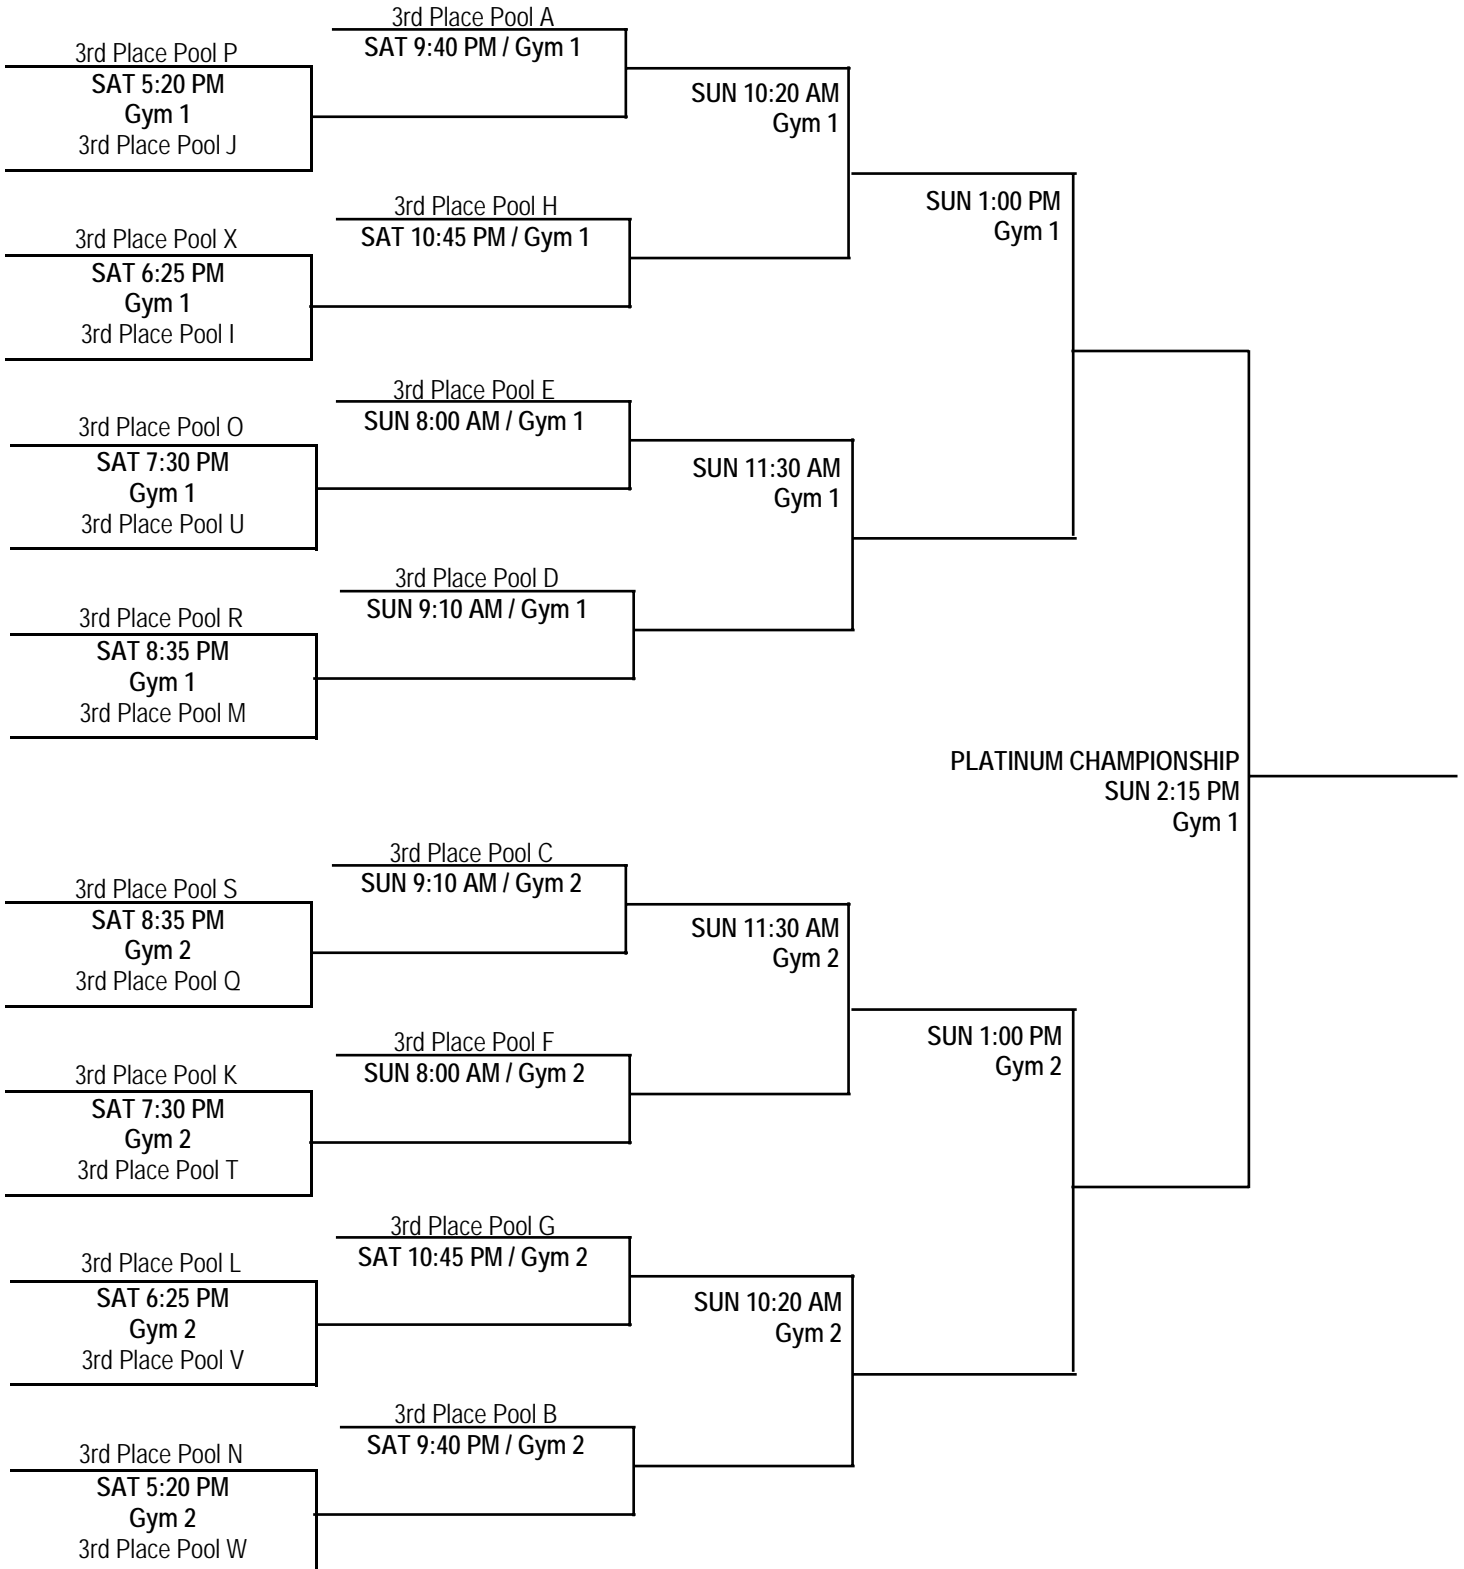 3rd Place Pool A
SAT 9:40 PM / Gym 1
3rd Place Pool P
SAT 5:20 PM
Gym 1
3rd Place Pool J
SUN 10:20 AM
Gym 1
3rd Place Pool H
SAT 10:45 PM / Gym 1
3rd Place Pool X
SAT 6:25 PM
Gym 1
3rd Place Pool I
SUN 1:00 PM
Gym 1
3rd Place Pool E
SUN 8:00 AM / Gym 1
3rd Place Pool O
SAT 7:30 PM
Gym 1
3rd Place Pool U
SUN 11:30 AM
Gym 1
3rd Place Pool D
SUN 9:10 AM / Gym 1
3rd Place Pool R
SAT 8:35 PM
Gym 1
3rd Place Pool M
PLATINUM CHAMPIONSHIP
SUN 2:15 PM
Gym 1
3rd Place Pool C
SUN 9:10 AM / Gym 2
3rd Place Pool S
SAT 8:35 PM
Gym 2
3rd Place Pool Q
SUN 11:30 AM
Gym 2
3rd Place Pool F
SUN 8:00 AM / Gym 2
3rd Place Pool K
SAT 7:30 PM
Gym 2
3rd Place Pool T
SUN 1:00 PM
Gym 2
3rd Place Pool G
SAT 10:45 PM / Gym 2
3rd Place Pool L
SAT 6:25 PM
Gym 2
3rd Place Pool V
SUN 10:20 AM
Gym 2
3rd Place Pool B
SAT 9:40 PM / Gym 2
3rd Place Pool N
SAT 5:20 PM
Gym 2
3rd Place Pool W